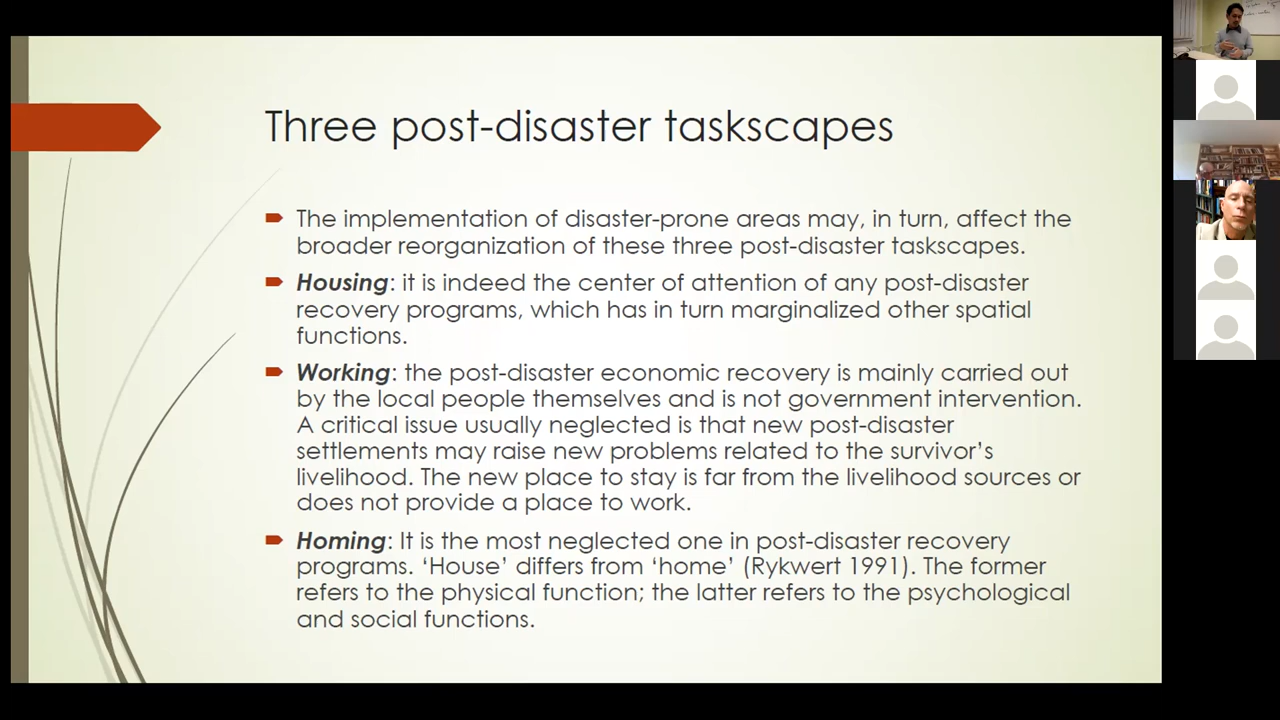 Three post-disaster taskscapes
The implementation of disaster-prone areas may, in turn, affect the
broader reorganization of these three post-disaster taskscapes.
Housing: it is indeed the center of attention of any post-disaster
recovery programs, which has in turn marginalized other spatial
functions.
Working: the post-disaster economic recovery is mainly carried out
by the local people themselves and is not government intervention.
A critical issue usually neglected is that new post-disaster
settlements may raise new problems related to the survivor’s
livelihood. The new place to stay is far from the livelihood sources or
does not provide a place to work.
Homing: It is the most neglected one in post-disaster recovery
programs. ‘House’ differs from ‘home’ (Rykwert 1991). The former
refers to the physical function; the latter refers to the psychological
and social functions.